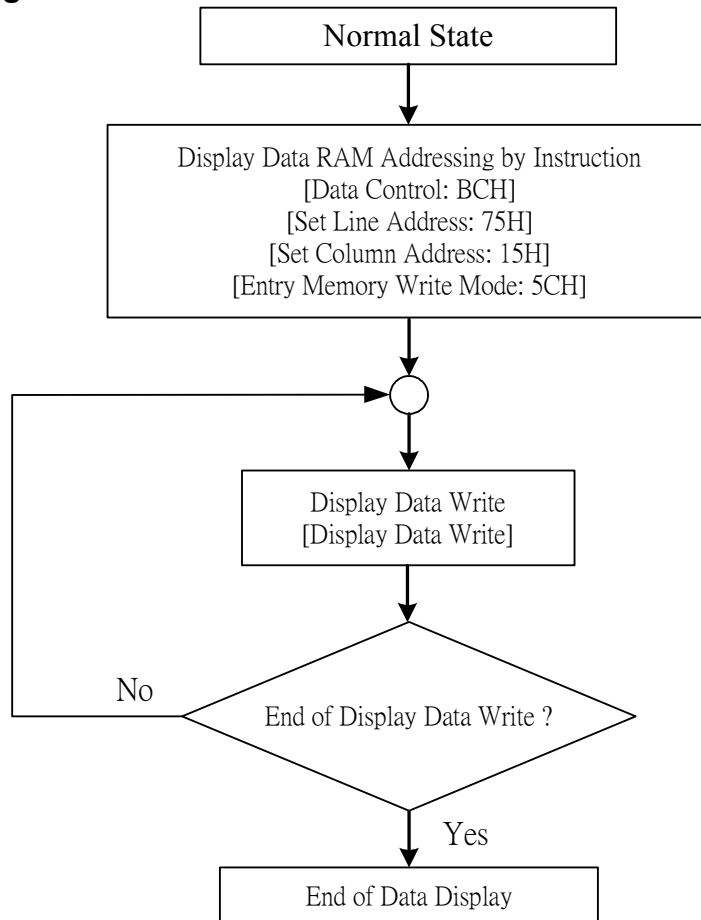 Normal State
Display Data RAM Addressing by Instruction
[Data Control: BCH]
[Set Line Address: 75H]
[Set Column Address: 15H]
[Entry Memory Write Mode: 5CH]
Display Data Write
[Display Data Write]
No
End of Display Data Write ?
Yes
End of Data Display